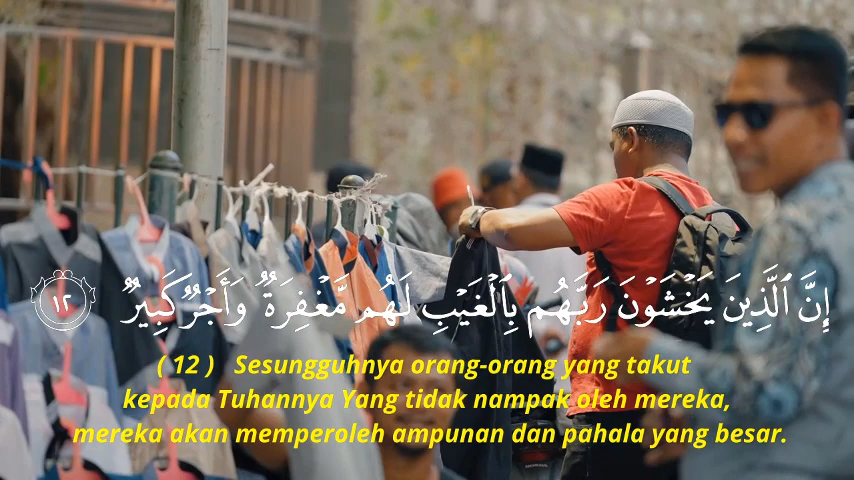 إِنَّ ٱلَّذِينَ يَخْشَوْنَ رَبَّهُم بِٱلْغَيْبِ لَهُم مَّغْفِرَةٌ وَأَجْرٌ كَبِيرٌ ١٢
( 12 ) Sesungguhnya orang-orang yang takut
kepada Tuhannya Yang tidak nampak oleh mereka,
mereka akan memperoleh ampunan dan pahala yang besar.